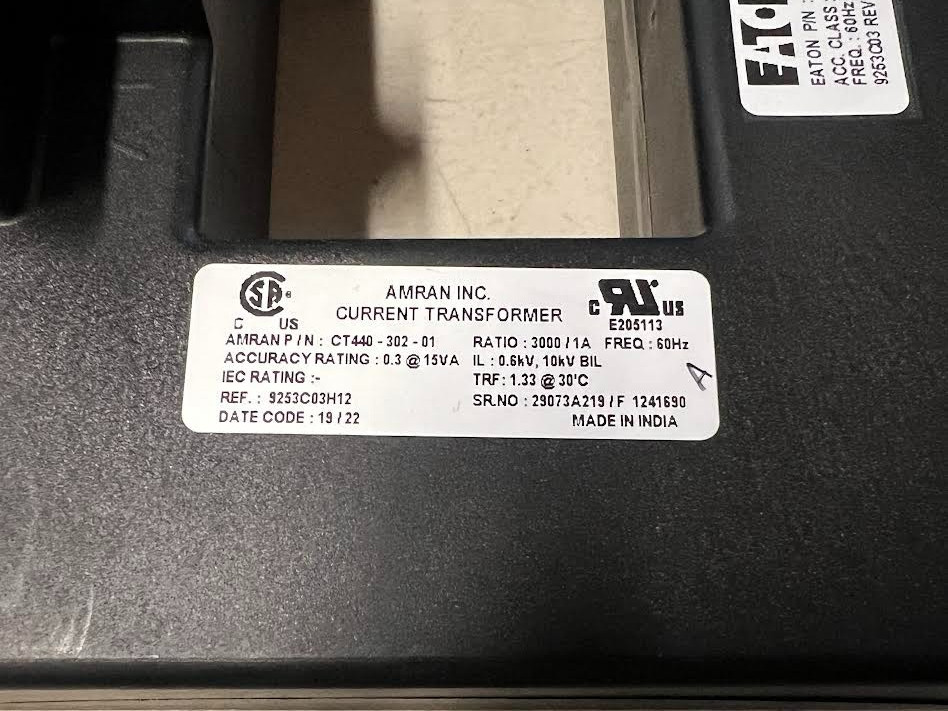 AMRAN INC.
CURRENT TRANSFORMER
C US
C US
E205113
AMRAN P / N : CT440 - 302 - 01 RATIO : 3000 / 1A FREQ : 60Hz
ACCURACY RATING : 0.3 @ 15VA IL : 0.6kV, 10kV BIL
IEC RATING :- TRF : 1.33 @ 30'C
REF. : 9253C03H12 SR.NO : 29073A219 / F 1241690
DATE CODE : 19 / 22 MADE IN INDIA
A
EATON P/N :
ACC. CLASS :
FREQ. : 60Hz
9253C03 REV